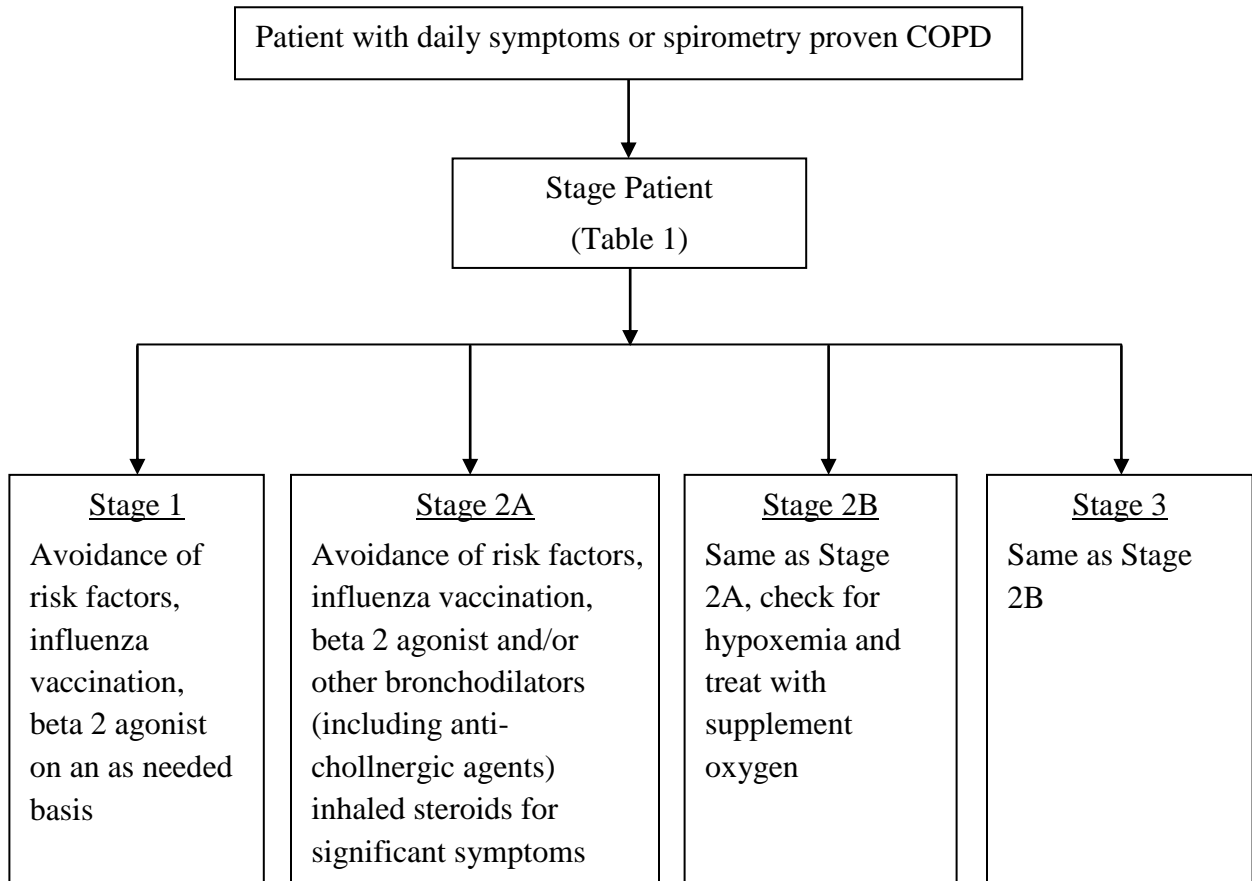 Patient with daily symptoms or spirometry proven COPD
Stage Patient
(Table 1)
Stage 1
Avoidance of
risk factors,
influenza
vaccination,
beta 2 agonist
on an as needed
basis
Stage 2A
Avoidance of risk factors,
influenza vaccination,
beta 2 agonist and/or
other bronchodilators
(including anti-
chollnergic agents)
inhaled steroids for
significant symptoms
Stage 2B
Same as Stage
2A, check for
hypoxemia and
treat with
supplement
oxygen
Stage 3
Same as Stage
2B